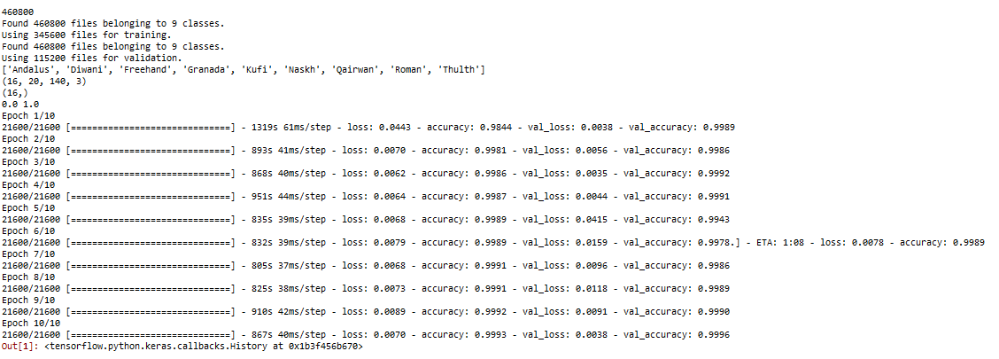 460800
Found 460800 files belonging to 9 classes.
Using 345600 files for training.
Found 460800 files belonging to 9 classes.
Using 115200 files for validation.
['Andalus', 'Diwani', 'Freehand', 'Granada', 'Kufi', 'Naskh', 'Qairwan', 'Roman', 'Thulth']
(16, 20, 140, 3)
(16,)
0.0 1.0
Epoch 1/10
21600/21600 [==============================] - 1319s 61ms/step - loss: 0.0443 - accuracy: 0.9844 - val_loss: 0.0038 - val_accuracy: 0.9989
Epoch 2/10
21600/21600 [==============================] - 893s 41ms/step - loss: 0.0070 - accuracy: 0.9981 - val_loss: 0.0056 - val_accuracy: 0.9986
Epoch 3/10
21600/21600 [==============================] - 868s 40ms/step - loss: 0.0062 - accuracy: 0.9986 - val_loss: 0.0035 - val_accuracy: 0.9992
Epoch 4/10
21600/21600 [==============================] - 951s 44ms/step - loss: 0.0064 - accuracy: 0.9987 - val_loss: 0.0044 - val_accuracy: 0.9991
Epoch 5/10
21600/21600 [==============================] - 835s 39ms/step - loss: 0.0068 - accuracy: 0.9989 - val_loss: 0.0415 - val_accuracy: 0.9943
Epoch 6/10
21600/21600 [==============================] - 832s 39ms/step - loss: 0.0079 - accuracy: 0.9989 - val_loss: 0.0159 - val_accuracy: 0.9978.] - ETA: 1:08 - loss: 0.0078 - accuracy: 0.9989
Epoch 7/10
21600/21600 [==============================] - 805s 37ms/step - loss: 0.0068 - accuracy: 0.9991 - val_loss: 0.0096 - val_accuracy: 0.9986
Epoch 8/10
21600/21600 [==============================] - 825s 38ms/step - loss: 0.0073 - accuracy: 0.9991 - val_loss: 0.0118 - val_accuracy: 0.9989
Epoch 9/10
21600/21600 [==============================] - 910s 42ms/step - loss: 0.0089 - accuracy: 0.9992 - val_loss: 0.0091 - val_accuracy: 0.9990
Epoch 10/10
21600/21600 [==============================] - 867s 40ms/step - loss: 0.0070 - accuracy: 0.9993 - val_loss: 0.0038 - val_accuracy: 0.9996
Out[1]: <tensorflow.python.keras.callbacks.History at 0x1b3f456b670>